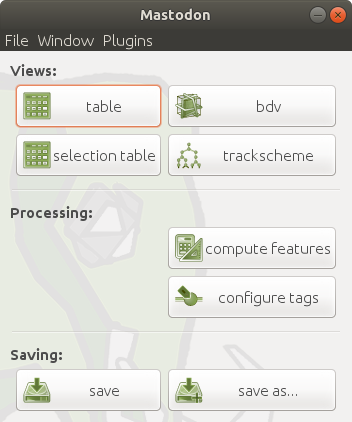 Mastodon
File Window Plugins
Views:
table
bdv
selection table
trackscheme
Processing:
compute features
configure tags
Saving:
save
save as...